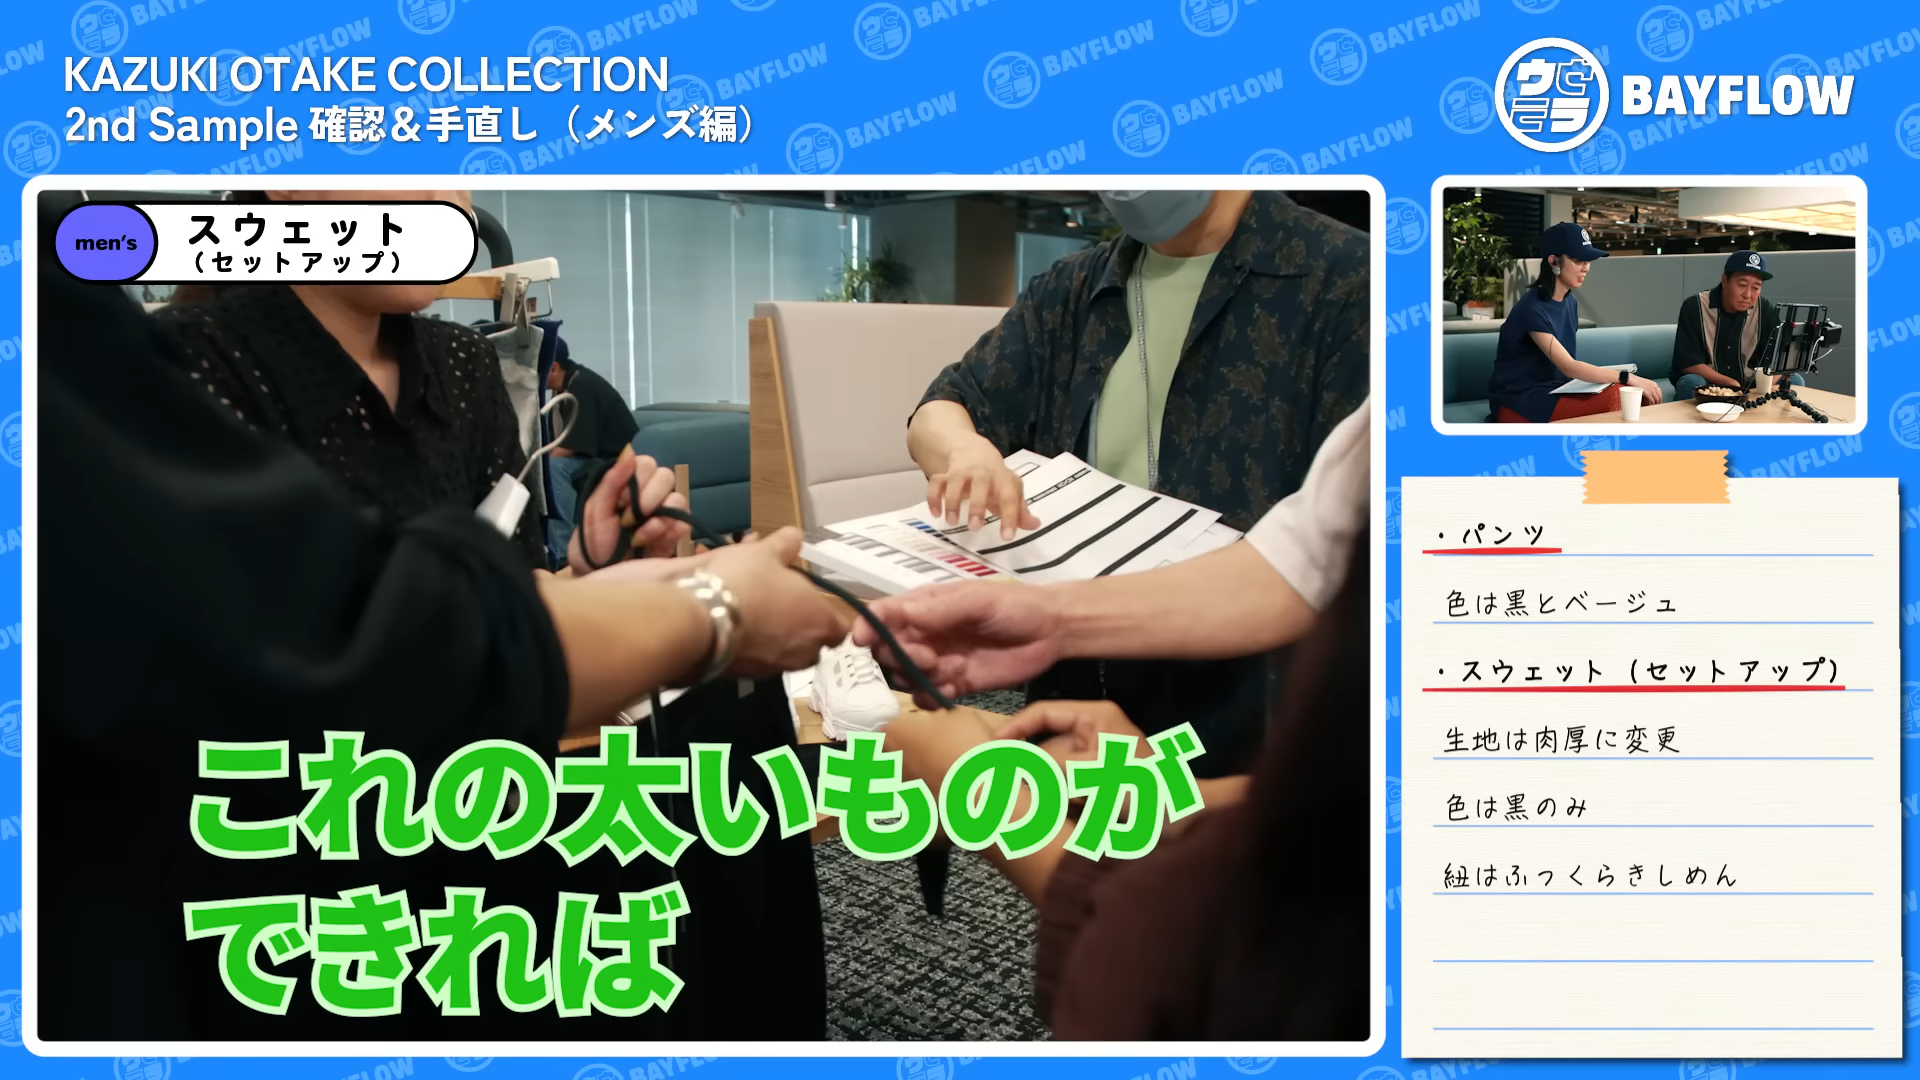 KAZUKI OTAKE COLLECTION
2nd Sample 確認&手直し（メンズ編）
BAYFLOW
men's
スウェット
（セットアップ）
これの太いものが
できれば
・パンツ
色は黒とベージュ
・スウェット（セットアップ）
生地は肉厚に変更
色は黒のみ
紐はふっくらきしめん